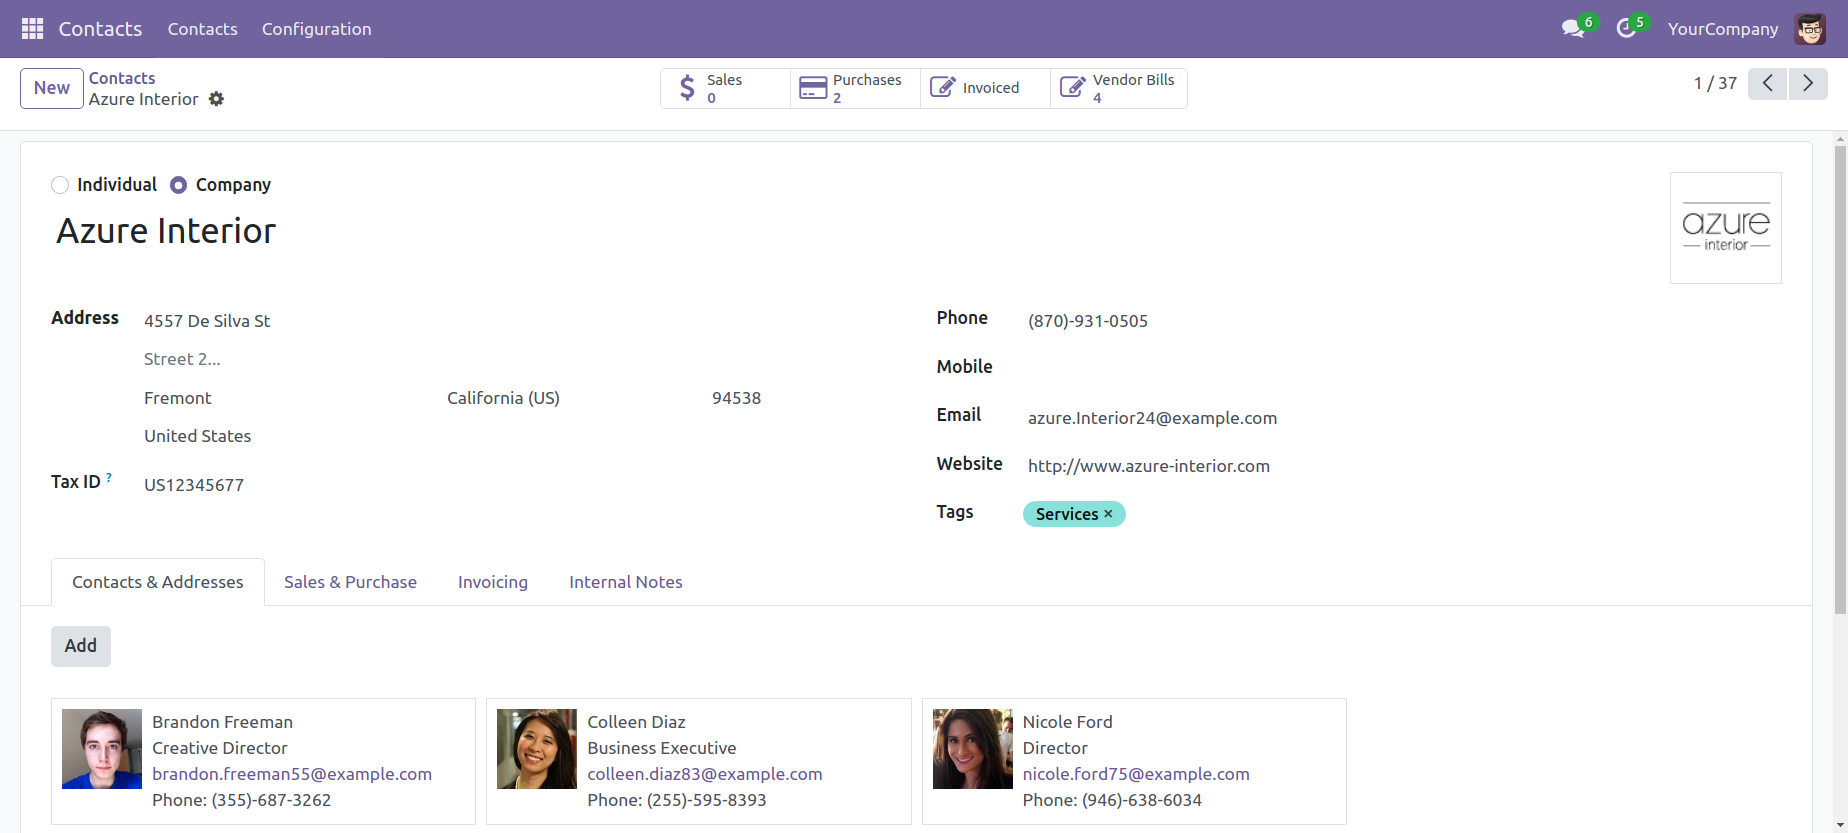 Contacts Contacts Configuration 6 5 YourCompany
New Contacts
Azure Interior
Sales
0
Purchases
2
Invoiced
Vendor Bills
4
1 / 37
Individual Company
Azure Interior
azure
interior
Address 4557 De Silva St
Street 2...
Fremont California (US) 94538
United States
Tax ID ? US12345677
Phone (870)-931-0505
Mobile
Email azure.Interior24@example.com
Website http://www.azure-interior.com
Tags Services ×
Contacts & Addresses Sales & Purchase Invoicing Internal Notes
Add
Brandon Freeman
Creative Director
brandon.freeman55@example.com
Phone: (355)-687-3262
Colleen Diaz
Business Executive
colleen.diaz83@example.com
Phone: (255)-595-8393
Nicole Ford
Director
nicole.ford75@example.com
Phone: (946)-638-6034